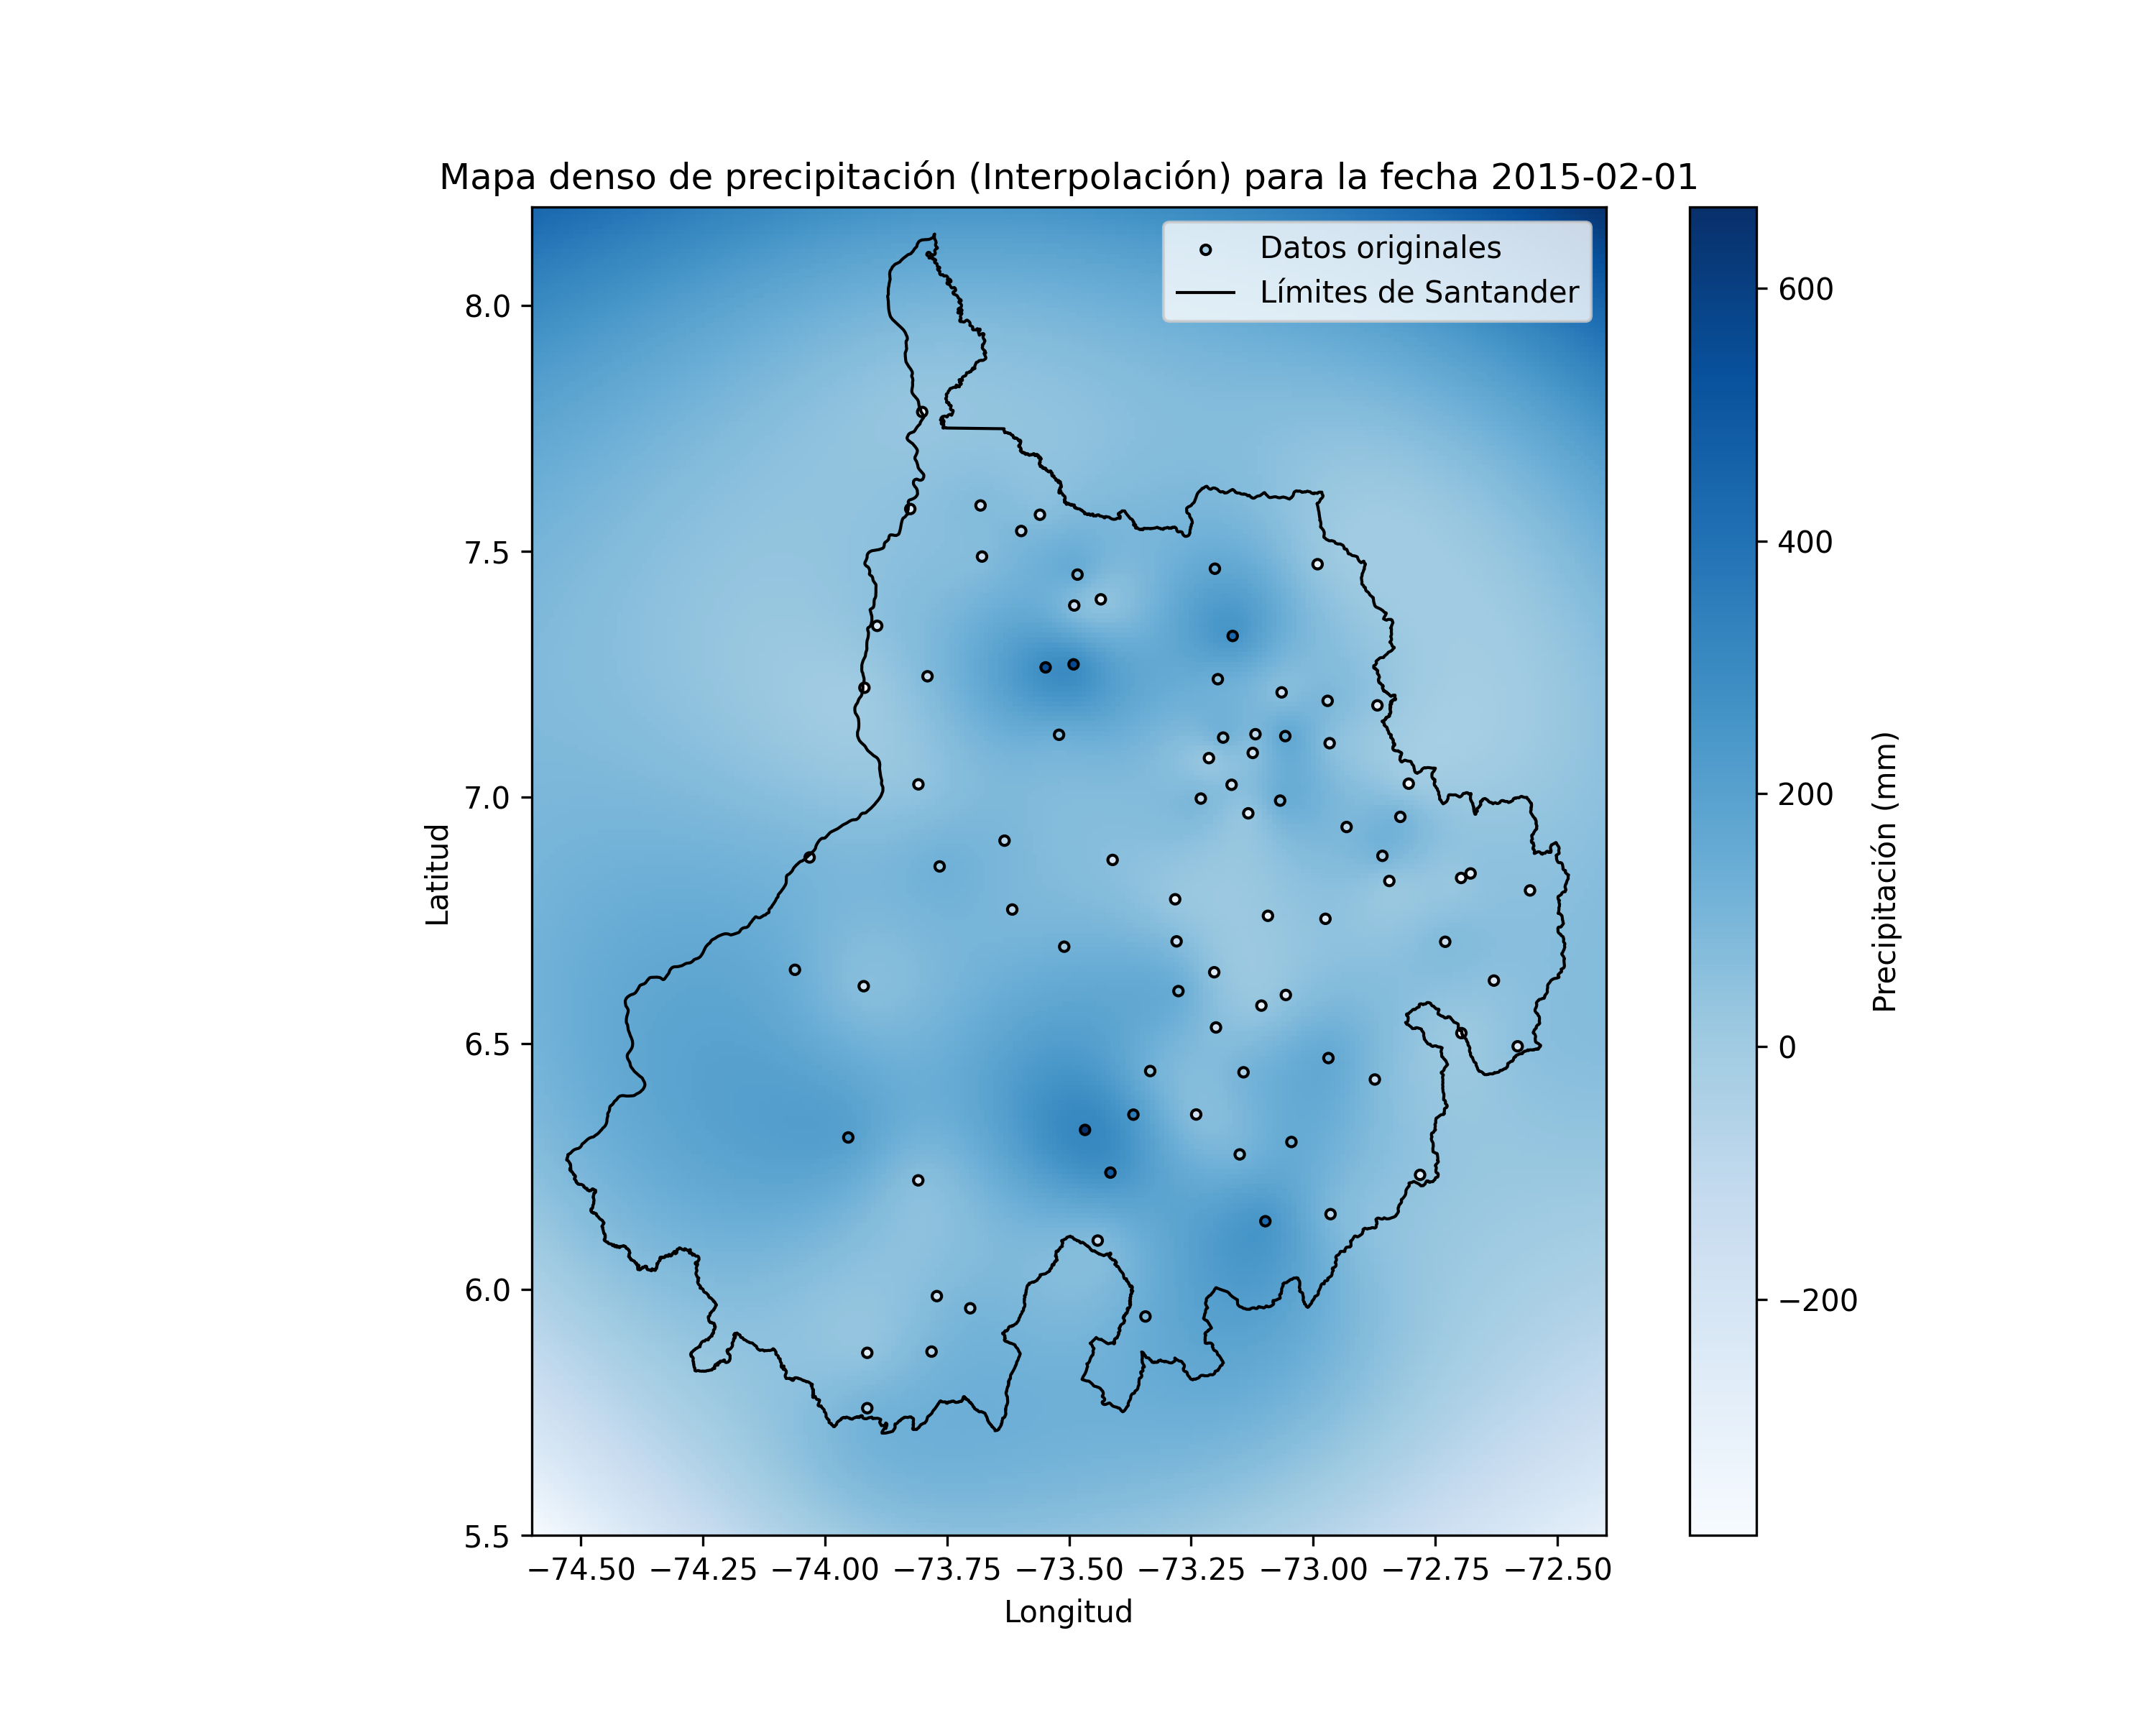 Mapa denso de precipitación (Interpolación) para la fecha 2015-02-01
Datos originales
Límites de Santander
8.0
7.5
7.0
6.5
6.0
5.5
Latitud
−74.50 −74.25 −74.00 −73.75 −73.50 −73.25 −73.00 −72.75 −72.50
Longitud
600
400
200
0
−200
Precipitación (mm)